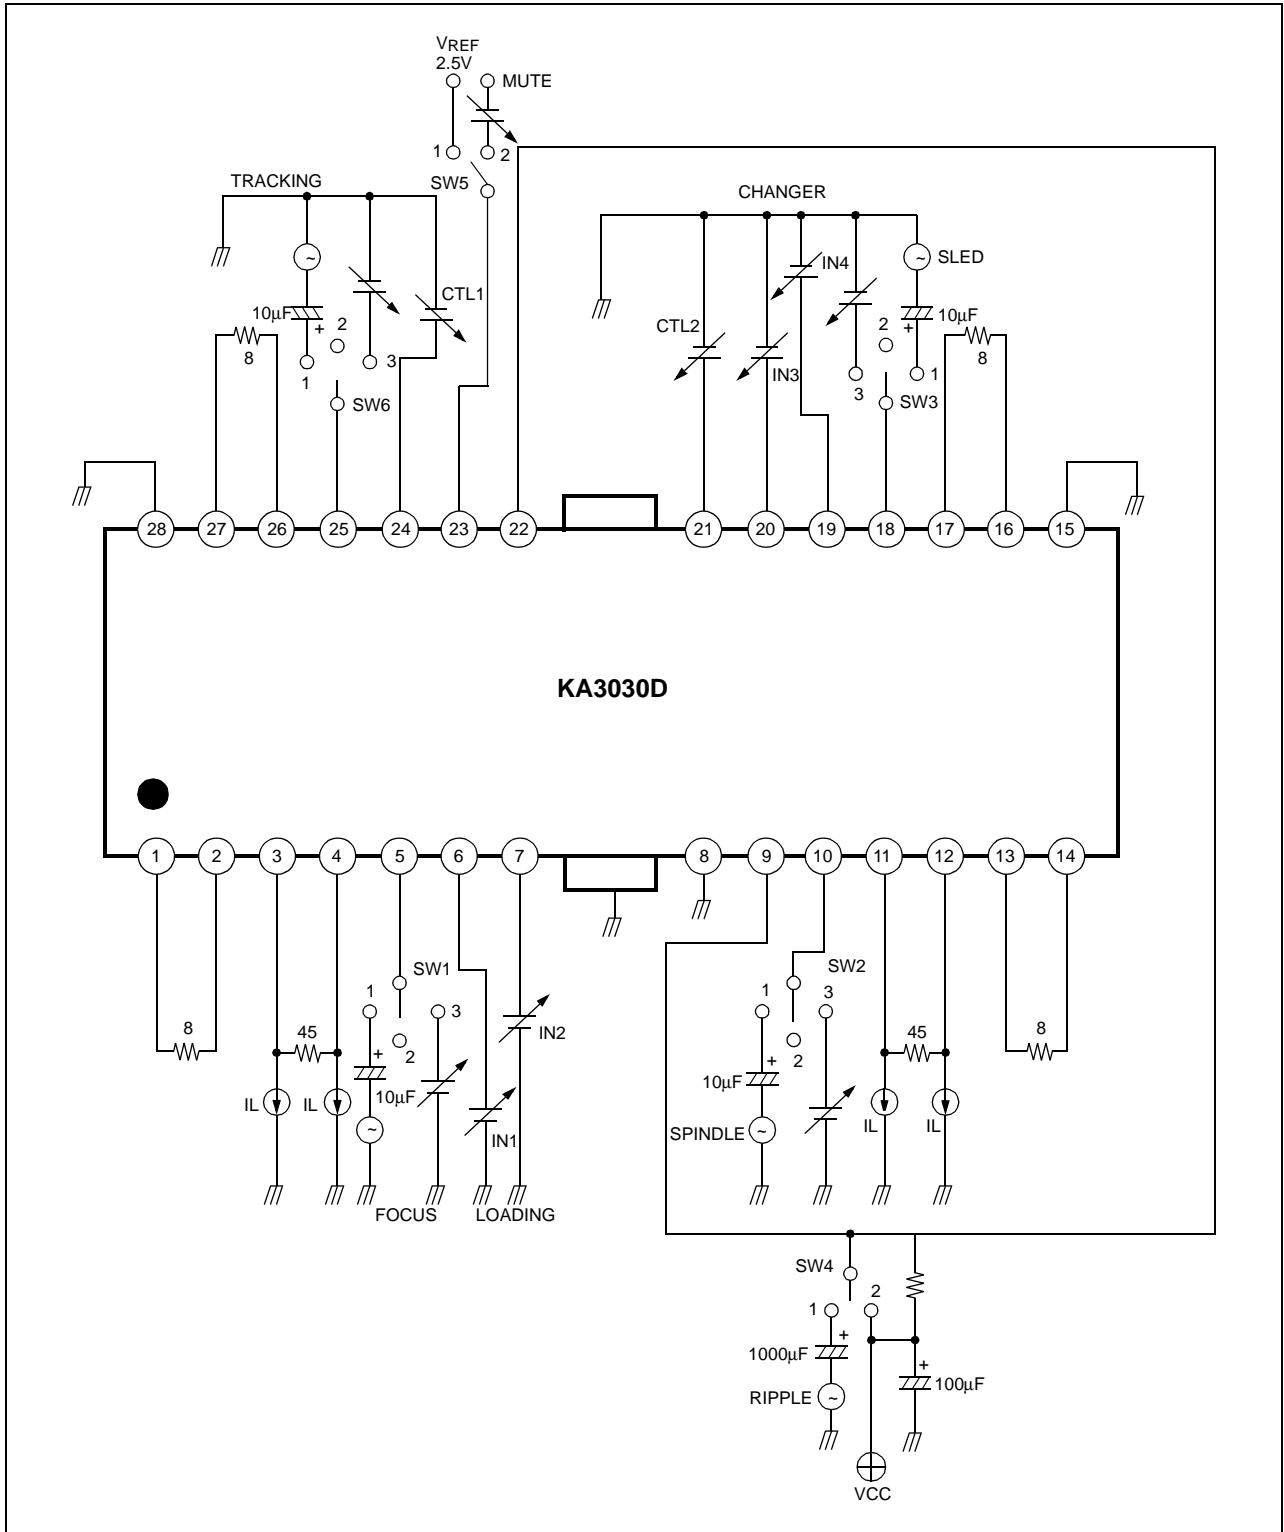 VREF
2.5V
MUTE
1
2
SW5
TRACKING
CHANGER
~
IN4
~
SLED
10µF
+
2
CTL1
CTL2
2
+
10µF
8
1
3
IN3
3
1
8
SW6
SW3
28
27
26
25
24
23
22
21
20
19
18
17
16
15
KA3030D
1
2
3
4
5
6
7
8
9
10
11
12
13
14
SW1
SW2
1
3
1
3
8
45
+
2
IN2
+
2
45
8
10µF
10µF
IL
IL
~
IN1
SPINDLE
~
IL
IL
FOCUS
LOADING
SW4
2
1
+
+
1000µF
100µF
RIPPLE
~
VCC